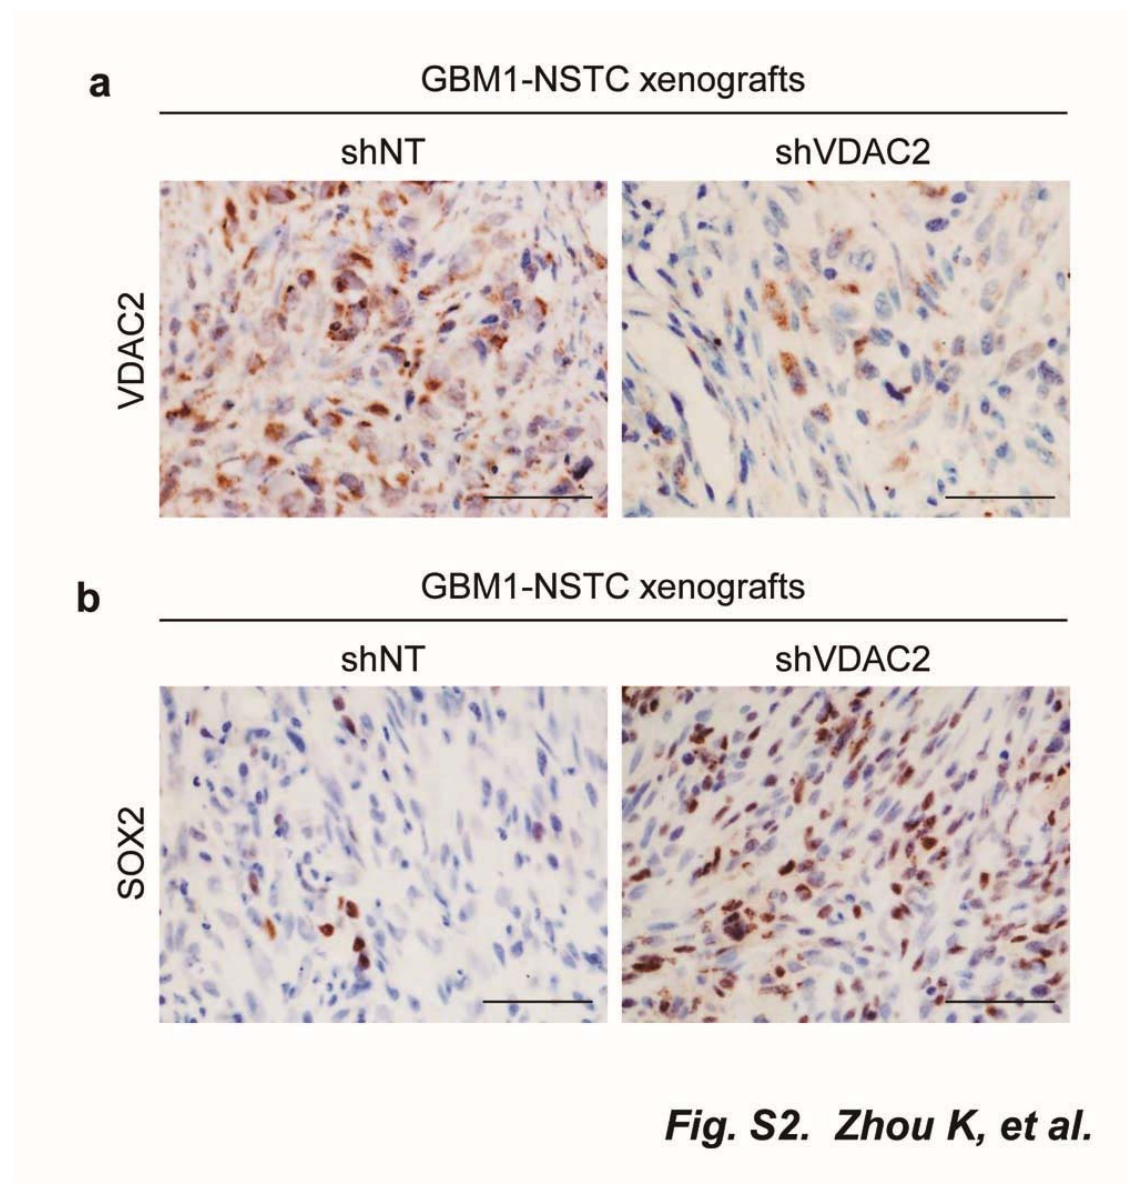 a
GBM1-NSTC xenografts
shNT shVDAC2
VDAC2
b
GBM1-NSTC xenografts
shNT shVDAC2
SOX2
Fig. S2. Zhou K, et al.